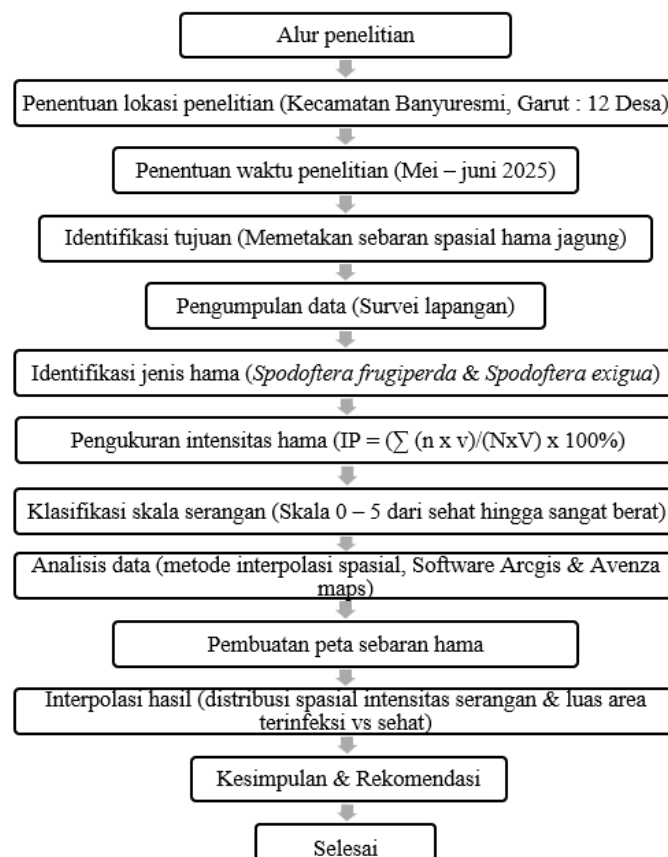 Alur penelitian
Penentuan lokasi penelitian (Kecamatan Banyuresmi, Garut : 12 Desa)
Penentuan waktu penelitian (Mei – juni 2025)
Identifikasi tujuan (Memetakan sebaran spasial hama jagung)
Pengumpulan data (Survei lapangan)
Identifikasi jenis hama (Spodoftera frugiperda & Spodoftera exigua)
Pengukuran intensitas hama (IP = (∑ (n x v)/(NxV) x 100%)
Klasifikasi skala serangan (Skala 0 – 5 dari sehat hingga sangat berat)
Analisis data (metode interpolasi spasial, Software Arcgis & Avenza
maps)
Pembuatan peta sebaran hama
Interpolasi hasil (distribusi spasial intensitas serangan & luas area
terinfeksi vs sehat)
Kesimpulan & Rekomendasi
Selesai